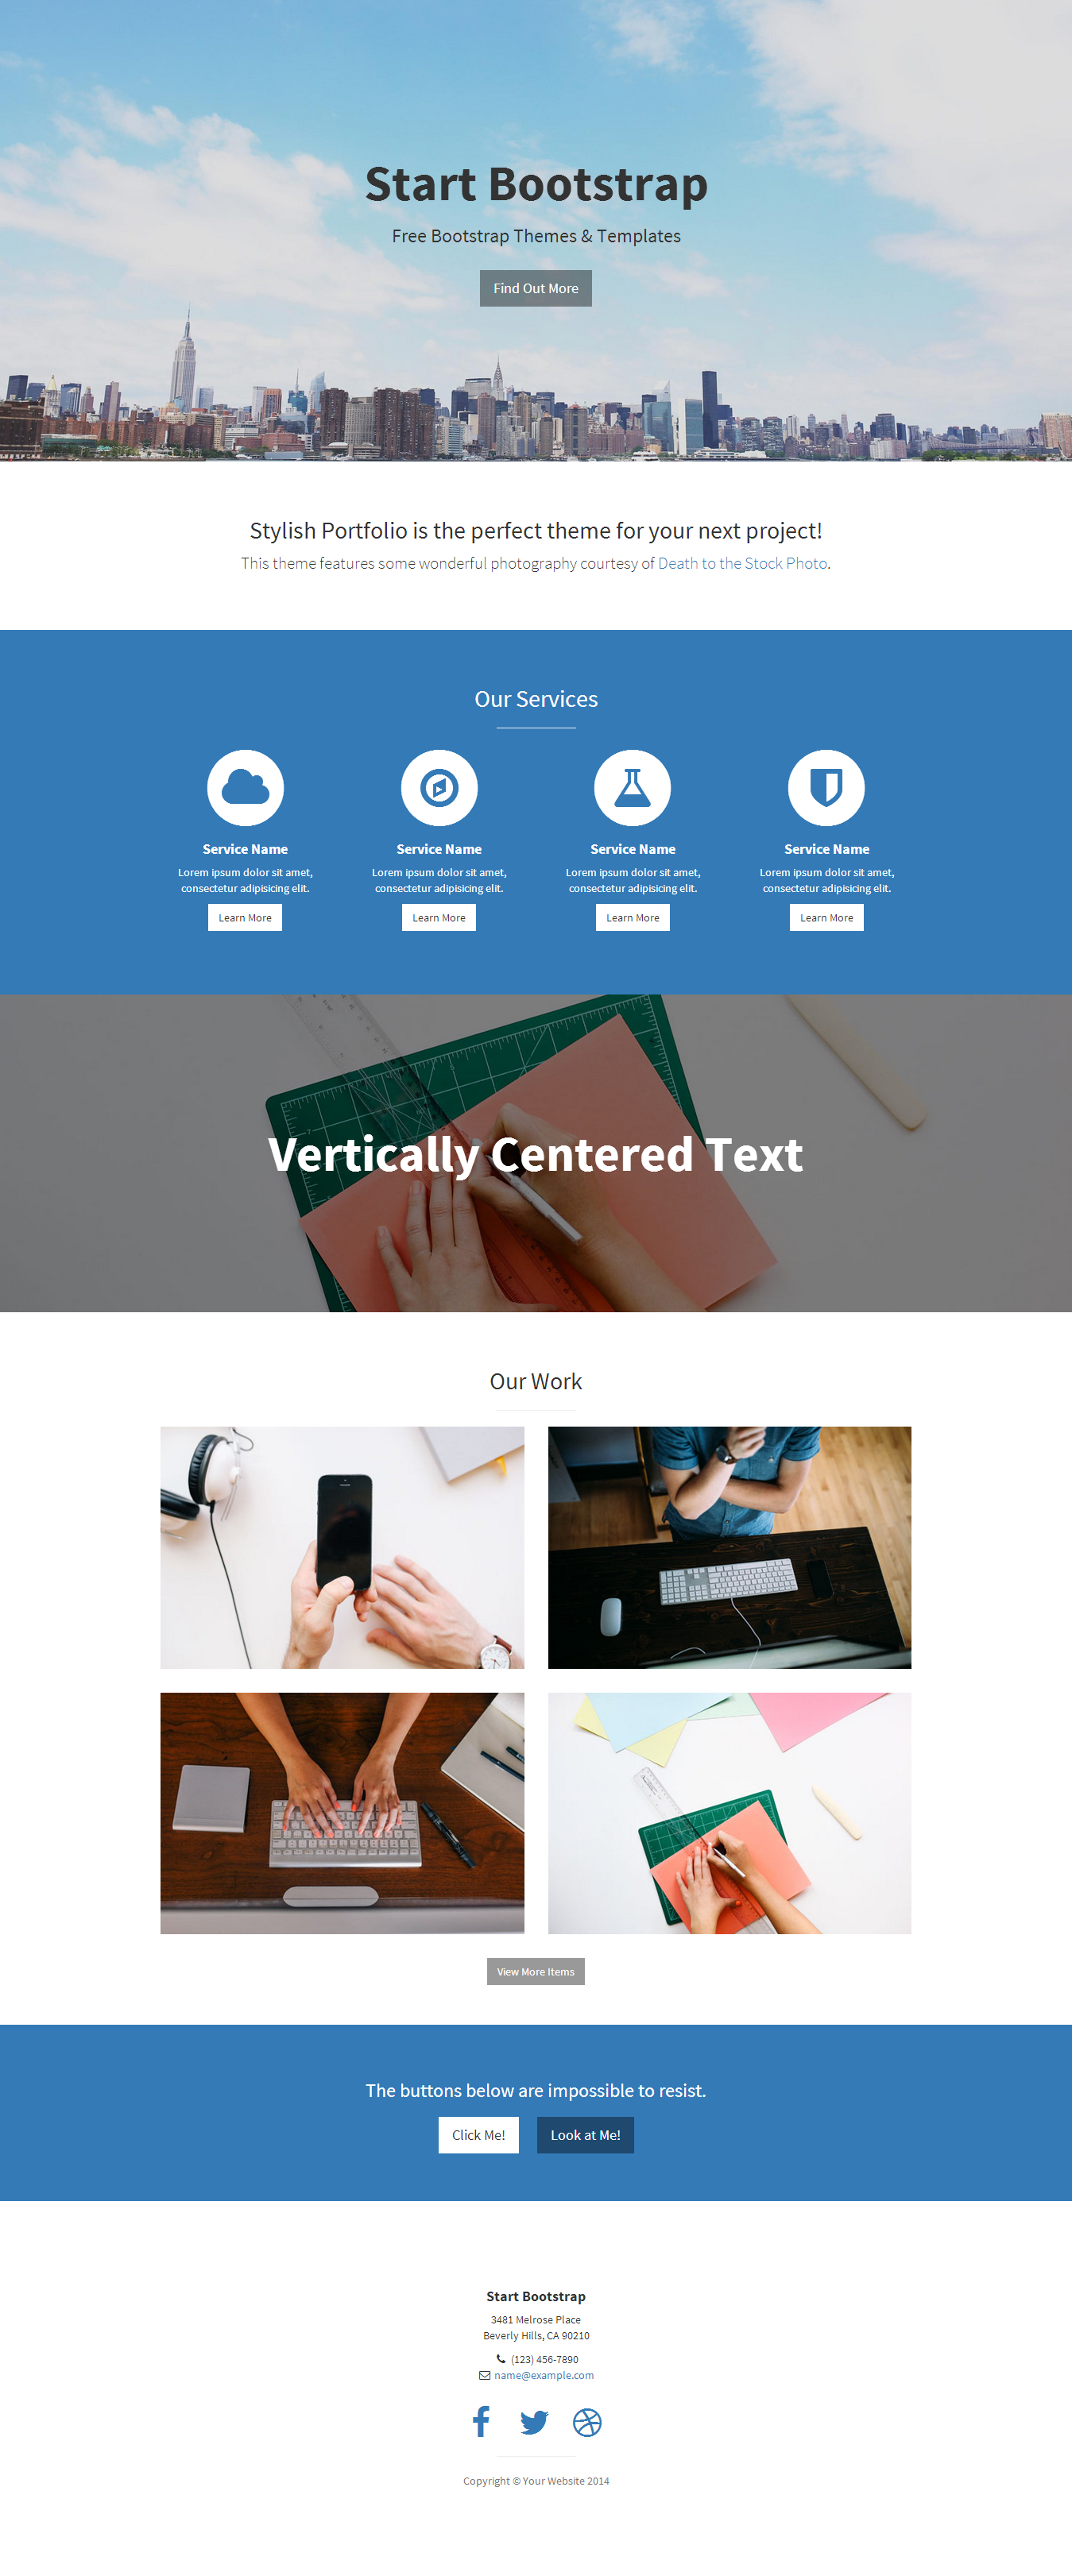 Start Bootstrap
Free Bootstrap Themes & Templates
Find Out More
Stylish Portfolio is the perfect theme for your next project!
This theme features some wonderful photography courtesy of Death to the Stock Photo.
Our Services
Service Name
Lorem ipsum dolor sit amet,
consectetur adipisicing elit.
Learn More
Service Name
Lorem ipsum dolor sit amet,
consectetur adipisicing elit.
Learn More
Service Name
Lorem ipsum dolor sit amet,
consectetur adipisicing elit.
Learn More
Service Name
Lorem ipsum dolor sit amet,
consectetur adipisicing elit.
Learn More
Vertically Centered Text
Our Work
View More Items
The buttons below are impossible to resist.
Click Me!
Look at Me!
Start Bootstrap
3481 Melrose Place
Beverly Hills, CA 90210
(123) 456-7890
name@example.com
Copyright © Your Website 2014